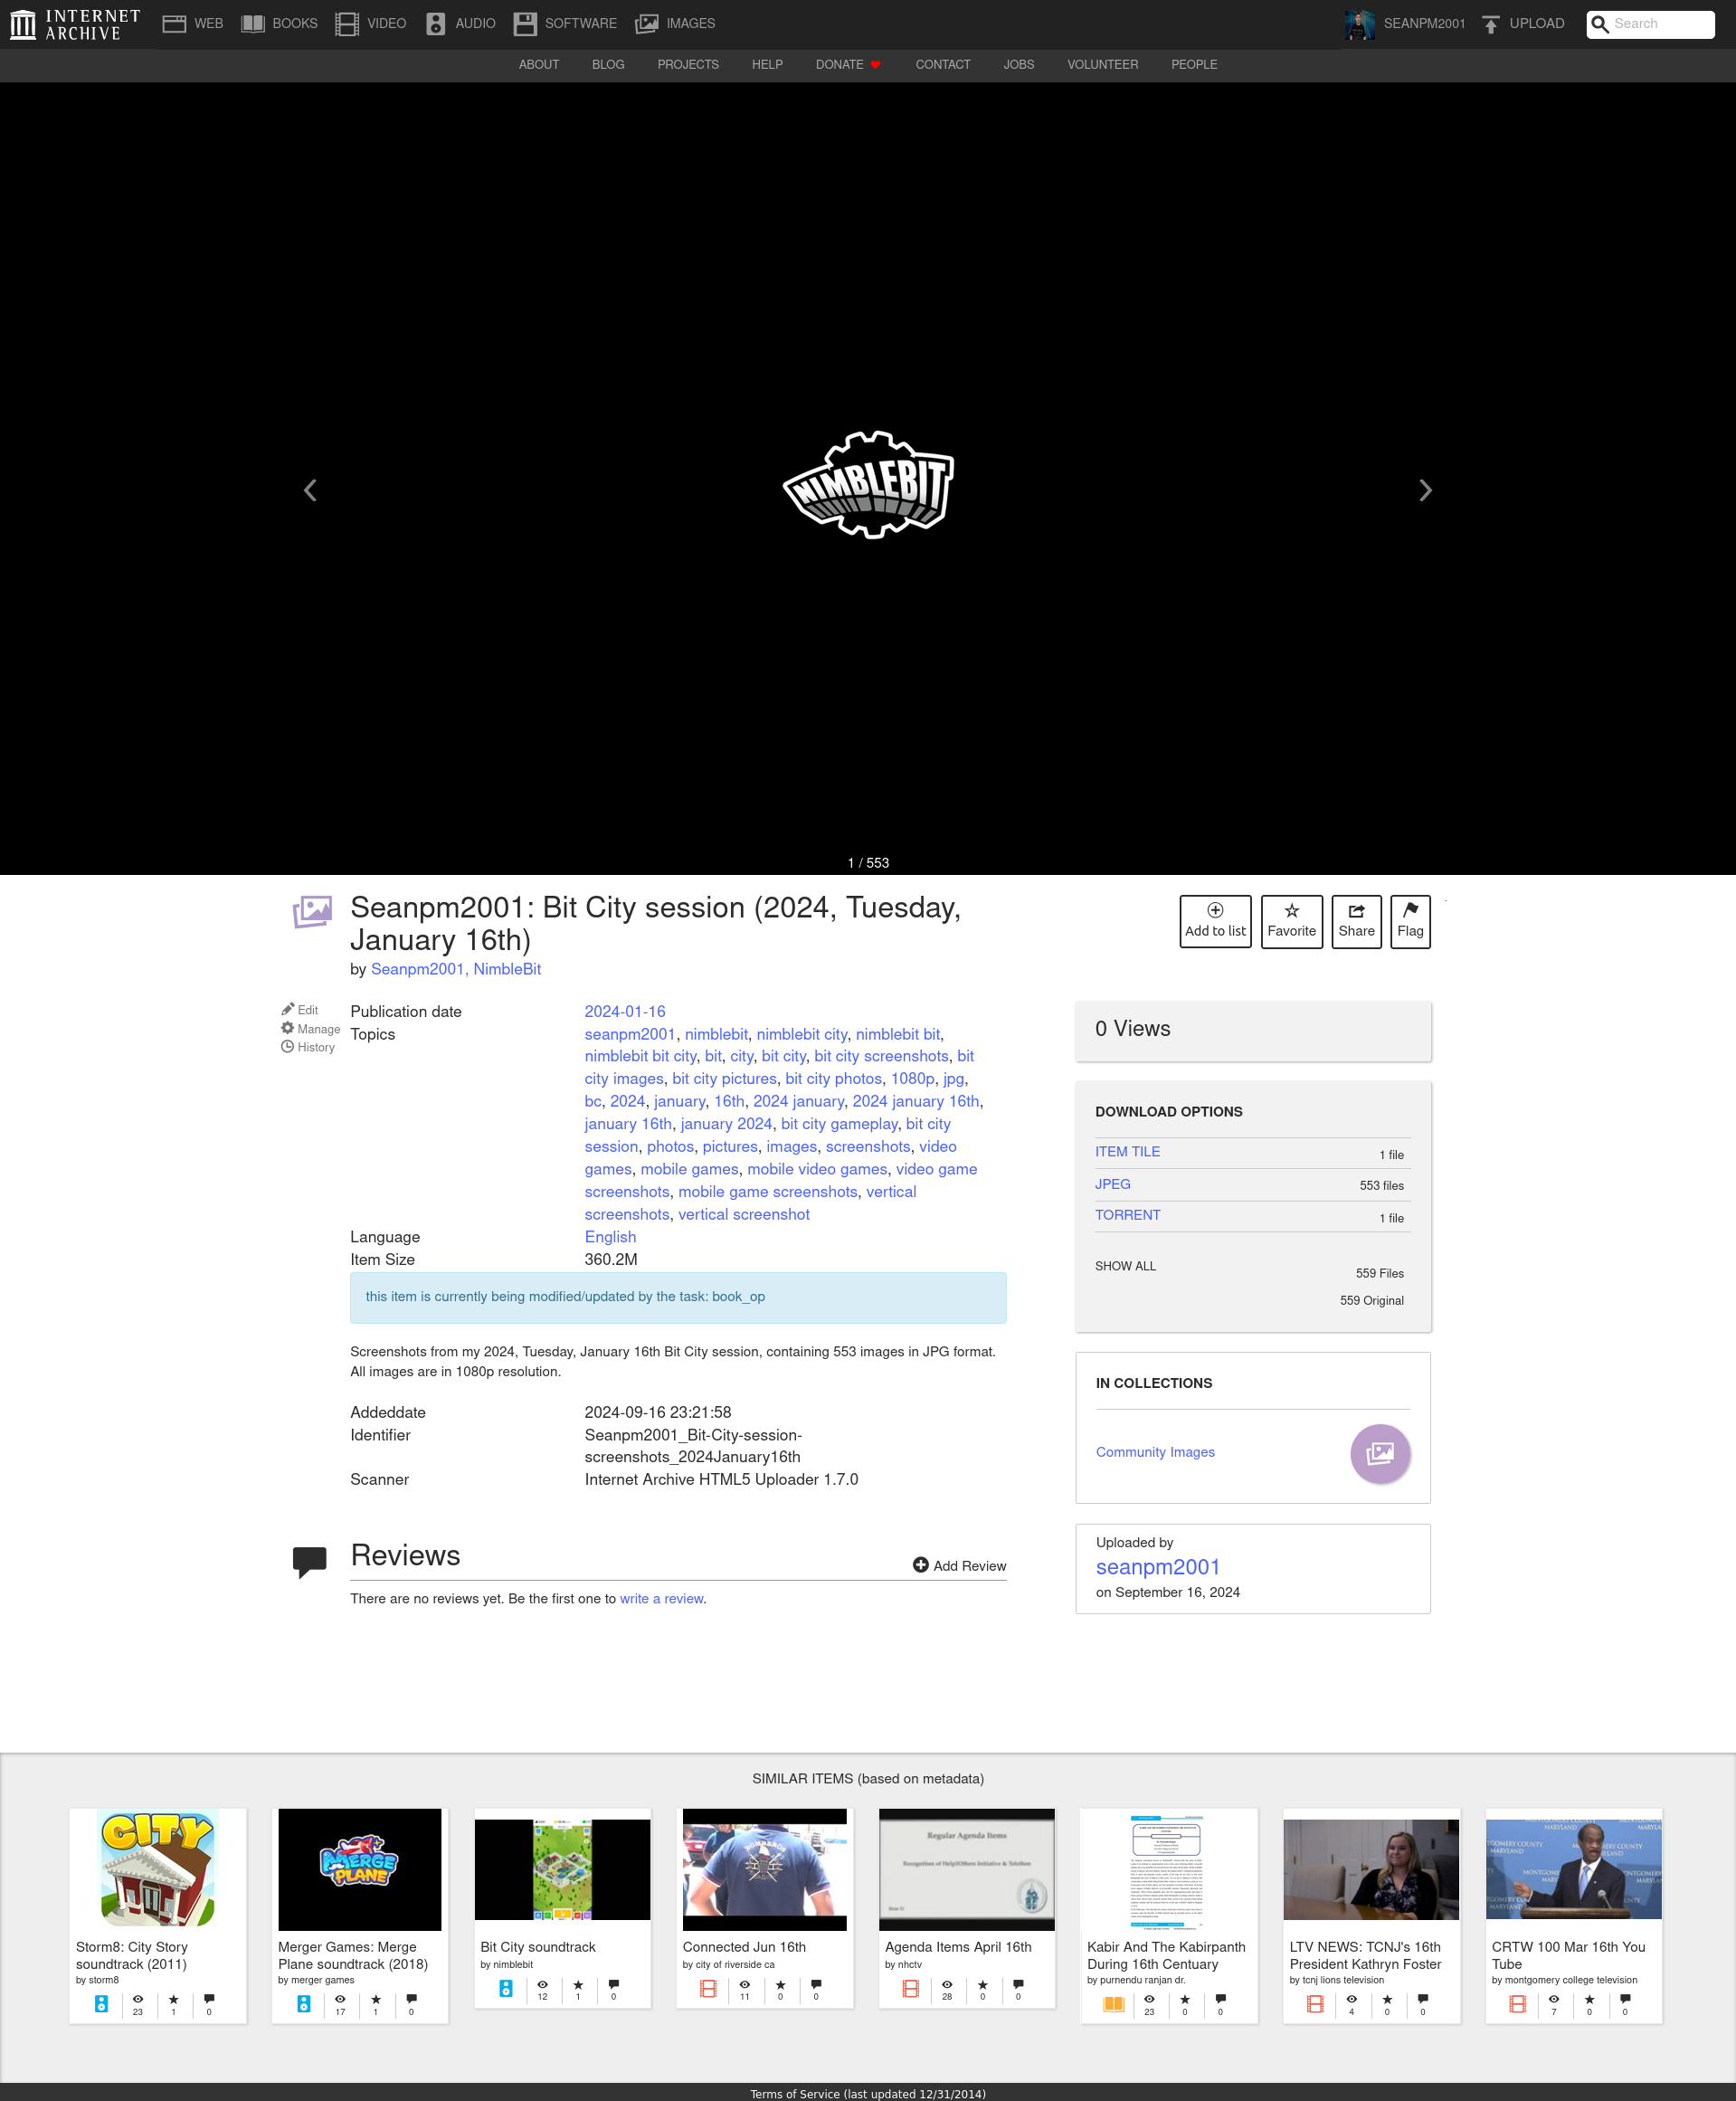 INTERNET
ARCHIVE
WEB
BOOKS
VIDEO
AUDIO
SOFTWARE
IMAGES
SEANPM2001
UPLOAD
Search
ABOUT
BLOG
PROJECTS
HELP
DONATE
CONTACT
JOBS
VOLUNTEER
PEOPLE
NIMBLEBIT
1 / 553
Seanpm2001: Bit City session (2024, Tuesday,
January 16th)
by Seanpm2001, NimbleBit
Add to list
Favorite
Share
Flag
Edit
Manage
History
Publication date 2024-01-16
Topics seanpm2001, nimblebit, nimblebit city, nimblebit bit,
nimblebit bit city, bit, city, bit city, bit city screenshots, bit
city images, bit city pictures, bit city photos, 1080p, jpg,
bc, 2024, january, 16th, 2024 january, 2024 january 16th,
january 16th, january 2024, bit city gameplay, bit city
session, photos, pictures, images, screenshots, video
games, mobile games, mobile video games, video game
screenshots, mobile game screenshots, vertical
screenshots, vertical screenshot
Language English
Item Size 360.2M
this item is currently being modified/updated by the task: book_op
Screenshots from my 2024, Tuesday, January 16th Bit City session, containing 553 images in JPG format.
All images are in 1080p resolution.
Addeddate 2024-09-16 23:21:58
Identifier Seanpm2001_Bit-City-session-
screenshots_2024January16th
Scanner Internet Archive HTML5 Uploader 1.7.0
Reviews
Add Review
There are no reviews yet. Be the first one to write a review.
0 Views
DOWNLOAD OPTIONS
ITEM TILE 1 file
JPEG 553 files
TORRENT 1 file
SHOW ALL 559 Files
559 Original
IN COLLECTIONS
Community Images
Uploaded by
seanpm2001
on September 16, 2024
SIMILAR ITEMS (based on metadata)
CITY
Storm8: City Story
soundtrack (2011)
by storm8
23 1 0
MERGE
PLANE
Merger Games: Merge
Plane soundtrack (2018)
by merger games
17 1 0
Bit City soundtrack
by nimblebit
12 1 0
BOMBEROS
Connected Jun 16th
by city of riverside ca
11 0 0
Regular Agenda Items
Recognition of Help2Others Initiative & Telethon
Agenda Items April 16th
by nhctv
28 0 0
Kabir And The Kabirpanth
During 16th Centuary
by purnendu ranjan dr.
23 0 0
LTV NEWS: TCNJ's 16th
President Kathryn Foster
by tcnj lions television
4 0 0
MONTGOMERY COUNTY
MARYLAND
CRTW 100 Mar 16th You
Tube
by montgomery college television
7 0 0
Terms of Service (last updated 12/31/2014)